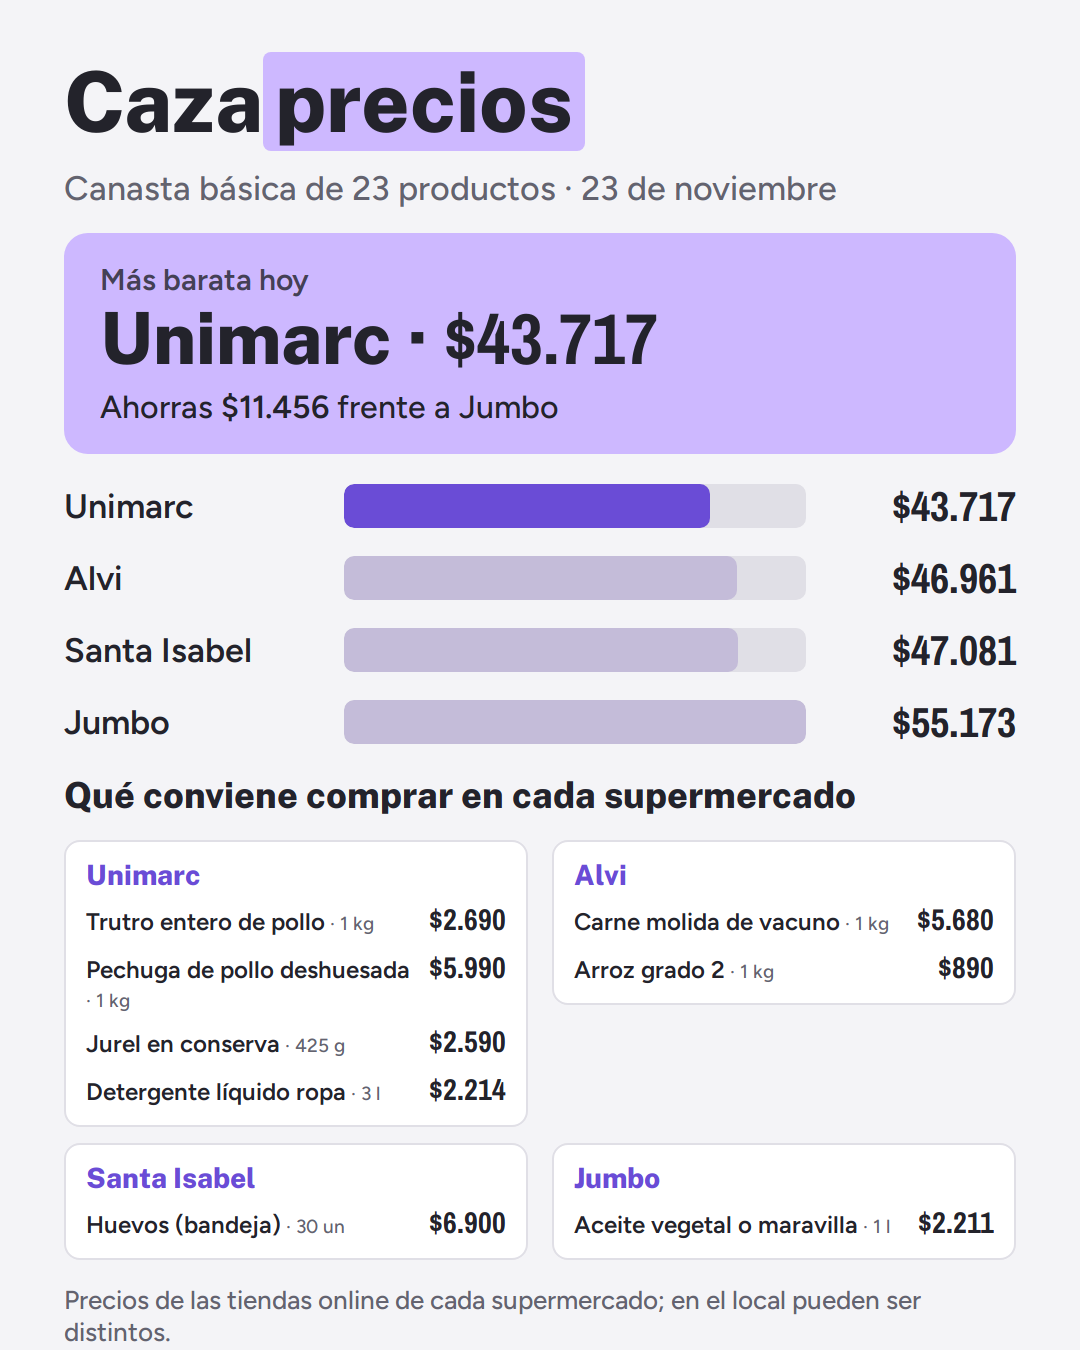 Cazaprecios
Canasta básica de 23 productos · 23 de noviembre
Más barata hoy
Unimarc · $43.717
Ahorras $11.456 frente a Jumbo
Unimarc $43.717
Alvi $46.961
Santa Isabel $47.081
Jumbo $55.173
Qué conviene comprar en cada supermercado
Unimarc
Trutro entero de pollo · 1 kg $2.690
Pechuga de pollo deshuesada $5.990
· 1 kg
Jurel en conserva · 425 g $2.590
Detergente líquido ropa · 3 l $2.214
Alvi
Carne molida de vacuno · 1 kg $5.680
Arroz grado 2 · 1 kg $890
Santa Isabel
Huevos (bandeja) · 30 un $6.900
Jumbo
Aceite vegetal o maravilla · 1 l $2.211
Precios de las tiendas online de cada supermercado; en el local pueden ser
distintos.